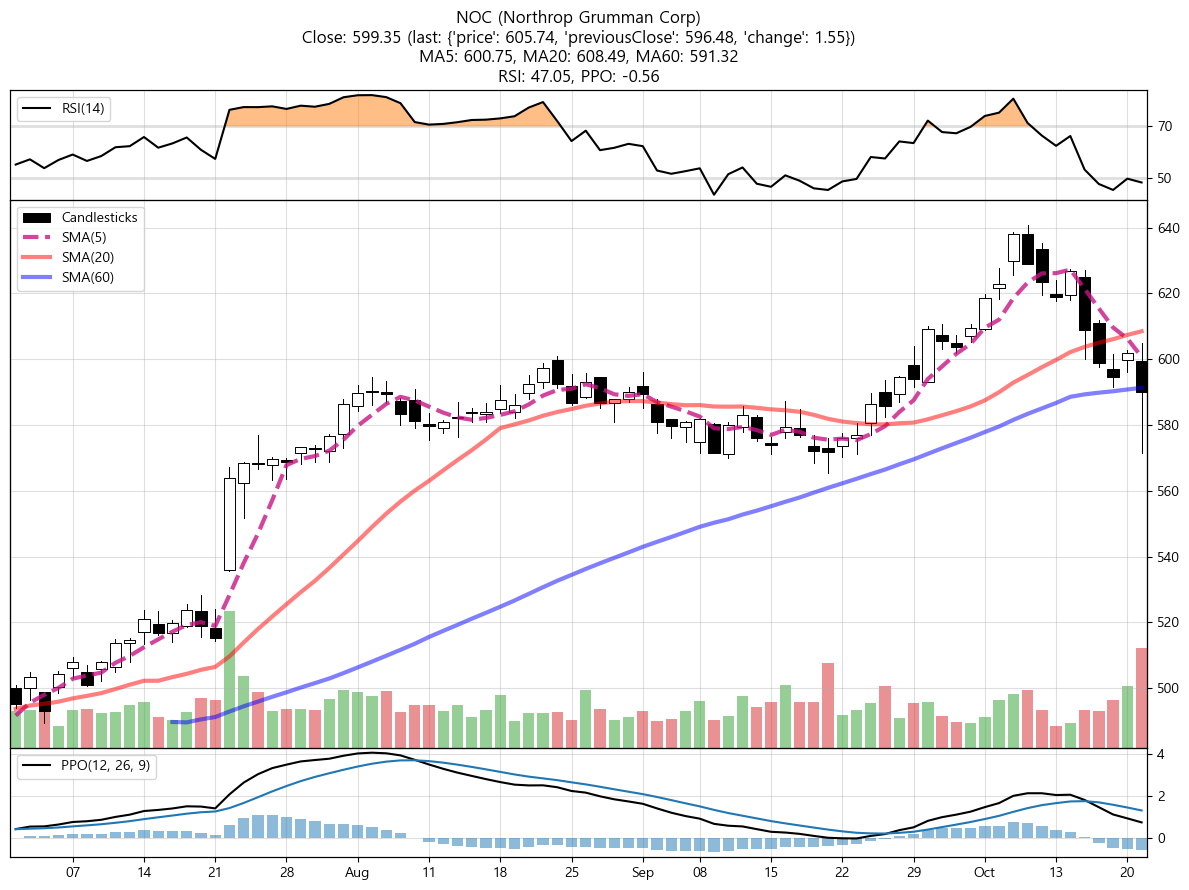 NOC (Northrop Grumman Corp)
Close: 599.35 (last: {'price': 605.74, 'previousClose': 596.48, 'change': 1.55})
MA5: 600.75, MA20: 608.49, MA60: 591.32
RSI: 47.05, PPO: -0.56
RSI(14)
70
50
Candlesticks
SMA(5)
SMA(20)
SMA(60)
640
620
600
580
560
540
520
500
PPO(12, 26, 9)
4
2
0
07 14 21 28 Aug 11 18 25 Sep 08 15 22 29 Oct 13 20